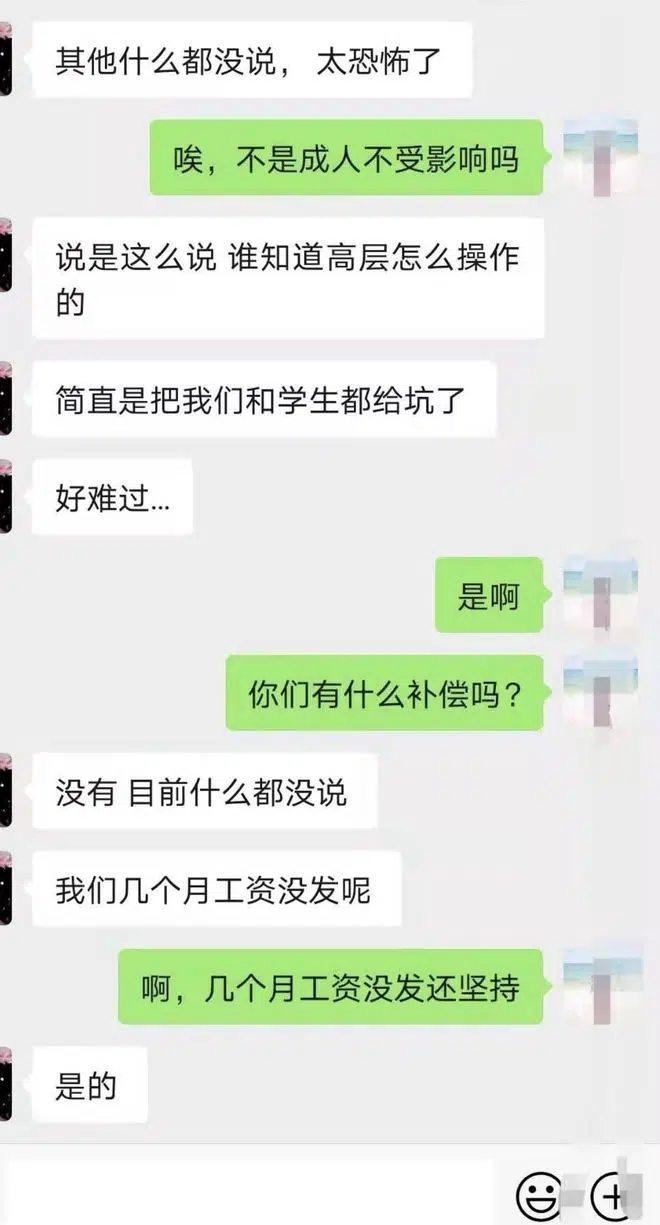 其他什么都没说， 太恐怖了
唉，不是成人不受影响吗
说是这么说 谁知道高层怎么操作
的
简直是把我们和学生都给坑了
好难过...
是啊
你们有什么补偿吗？
没有 目前什么都没说
我们几个月工资没发呢
啊，几个月工资没发还坚持
是的